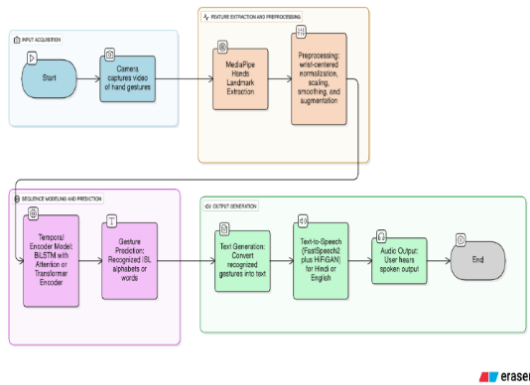 INPUT ACQUISITION
Start
Camera
captures video
of hand gestures
FEATURE EXTRACTION AND PREPROCESSING
MediaPipe
Hands
Landmark
Extraction
Preprocessing:
wrist-centered
normalization,
scaling,
smoothing, and
augmentation
SEQUENCE MODELING AND PREDICTION
Temporal
Encoder Model:
BiLSTM with
Attention or
Transformer
Encoder
Gesture
Prediction:
Recognized ISL
alphabets or
words
OUTPUT GENERATION
Text Generation:
Convert
recognized
gestures into text
Text-to-Speech
(FastSpeech2
plus HiFiGAN)
for Hindi or
English
Audio Output:
User hears
spoken output
End
eraser